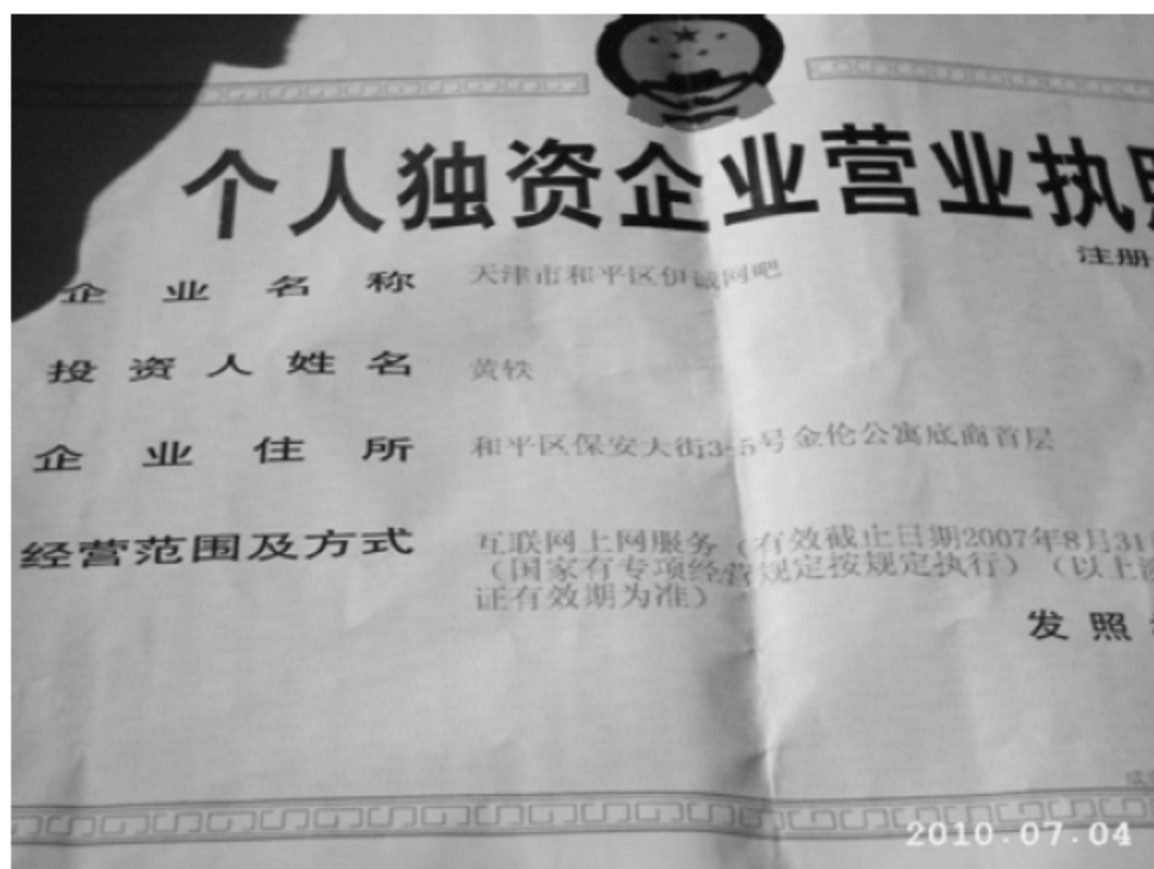 个人独资企业营业执照
注册
企业名称 天津市和平区伊诚网吧
投资人姓名 黄轶
企业住所 和平区保安大街3-5号金伦公寓底商首层
经营范围及方式 互联网上网服务(有效截止日期2007年8月31
(国家有专项经营规定按规定执行)(以上
证有效期为准)
发照
2010.07.04